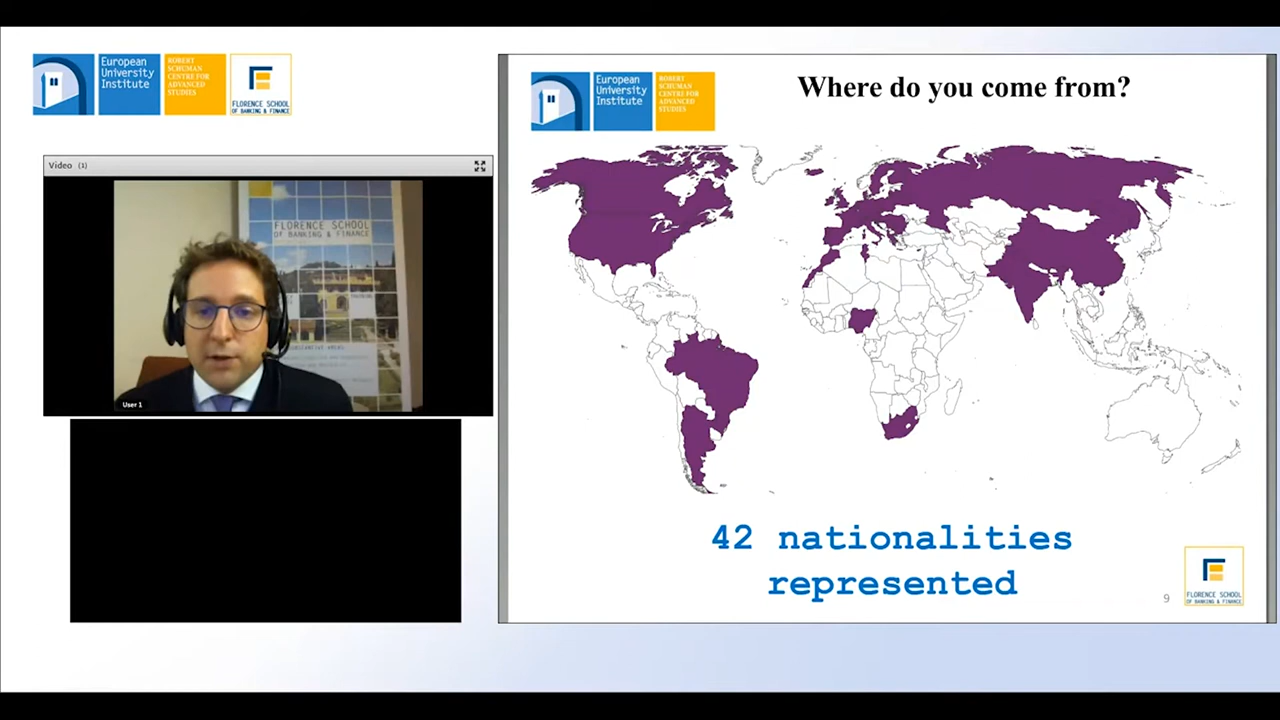 European
University
Institute
ROBERT
SCHUMAN
CENTRE FOR
ADVANCED
STUDIES
FLORENCE SCHOOL
OF BANKING & FINANCE
Video (1)
FLORENCE SCHOOL
OF BANKING & FINANCE
User 1
European
University
Institute
ROBERT
SCHUMAN
CENTRE FOR
ADVANCED
STUDIES
Where do you come from?
42 nationalities
represented
9
FLORENCE SCHOOL
OF BANKING & FINANCE